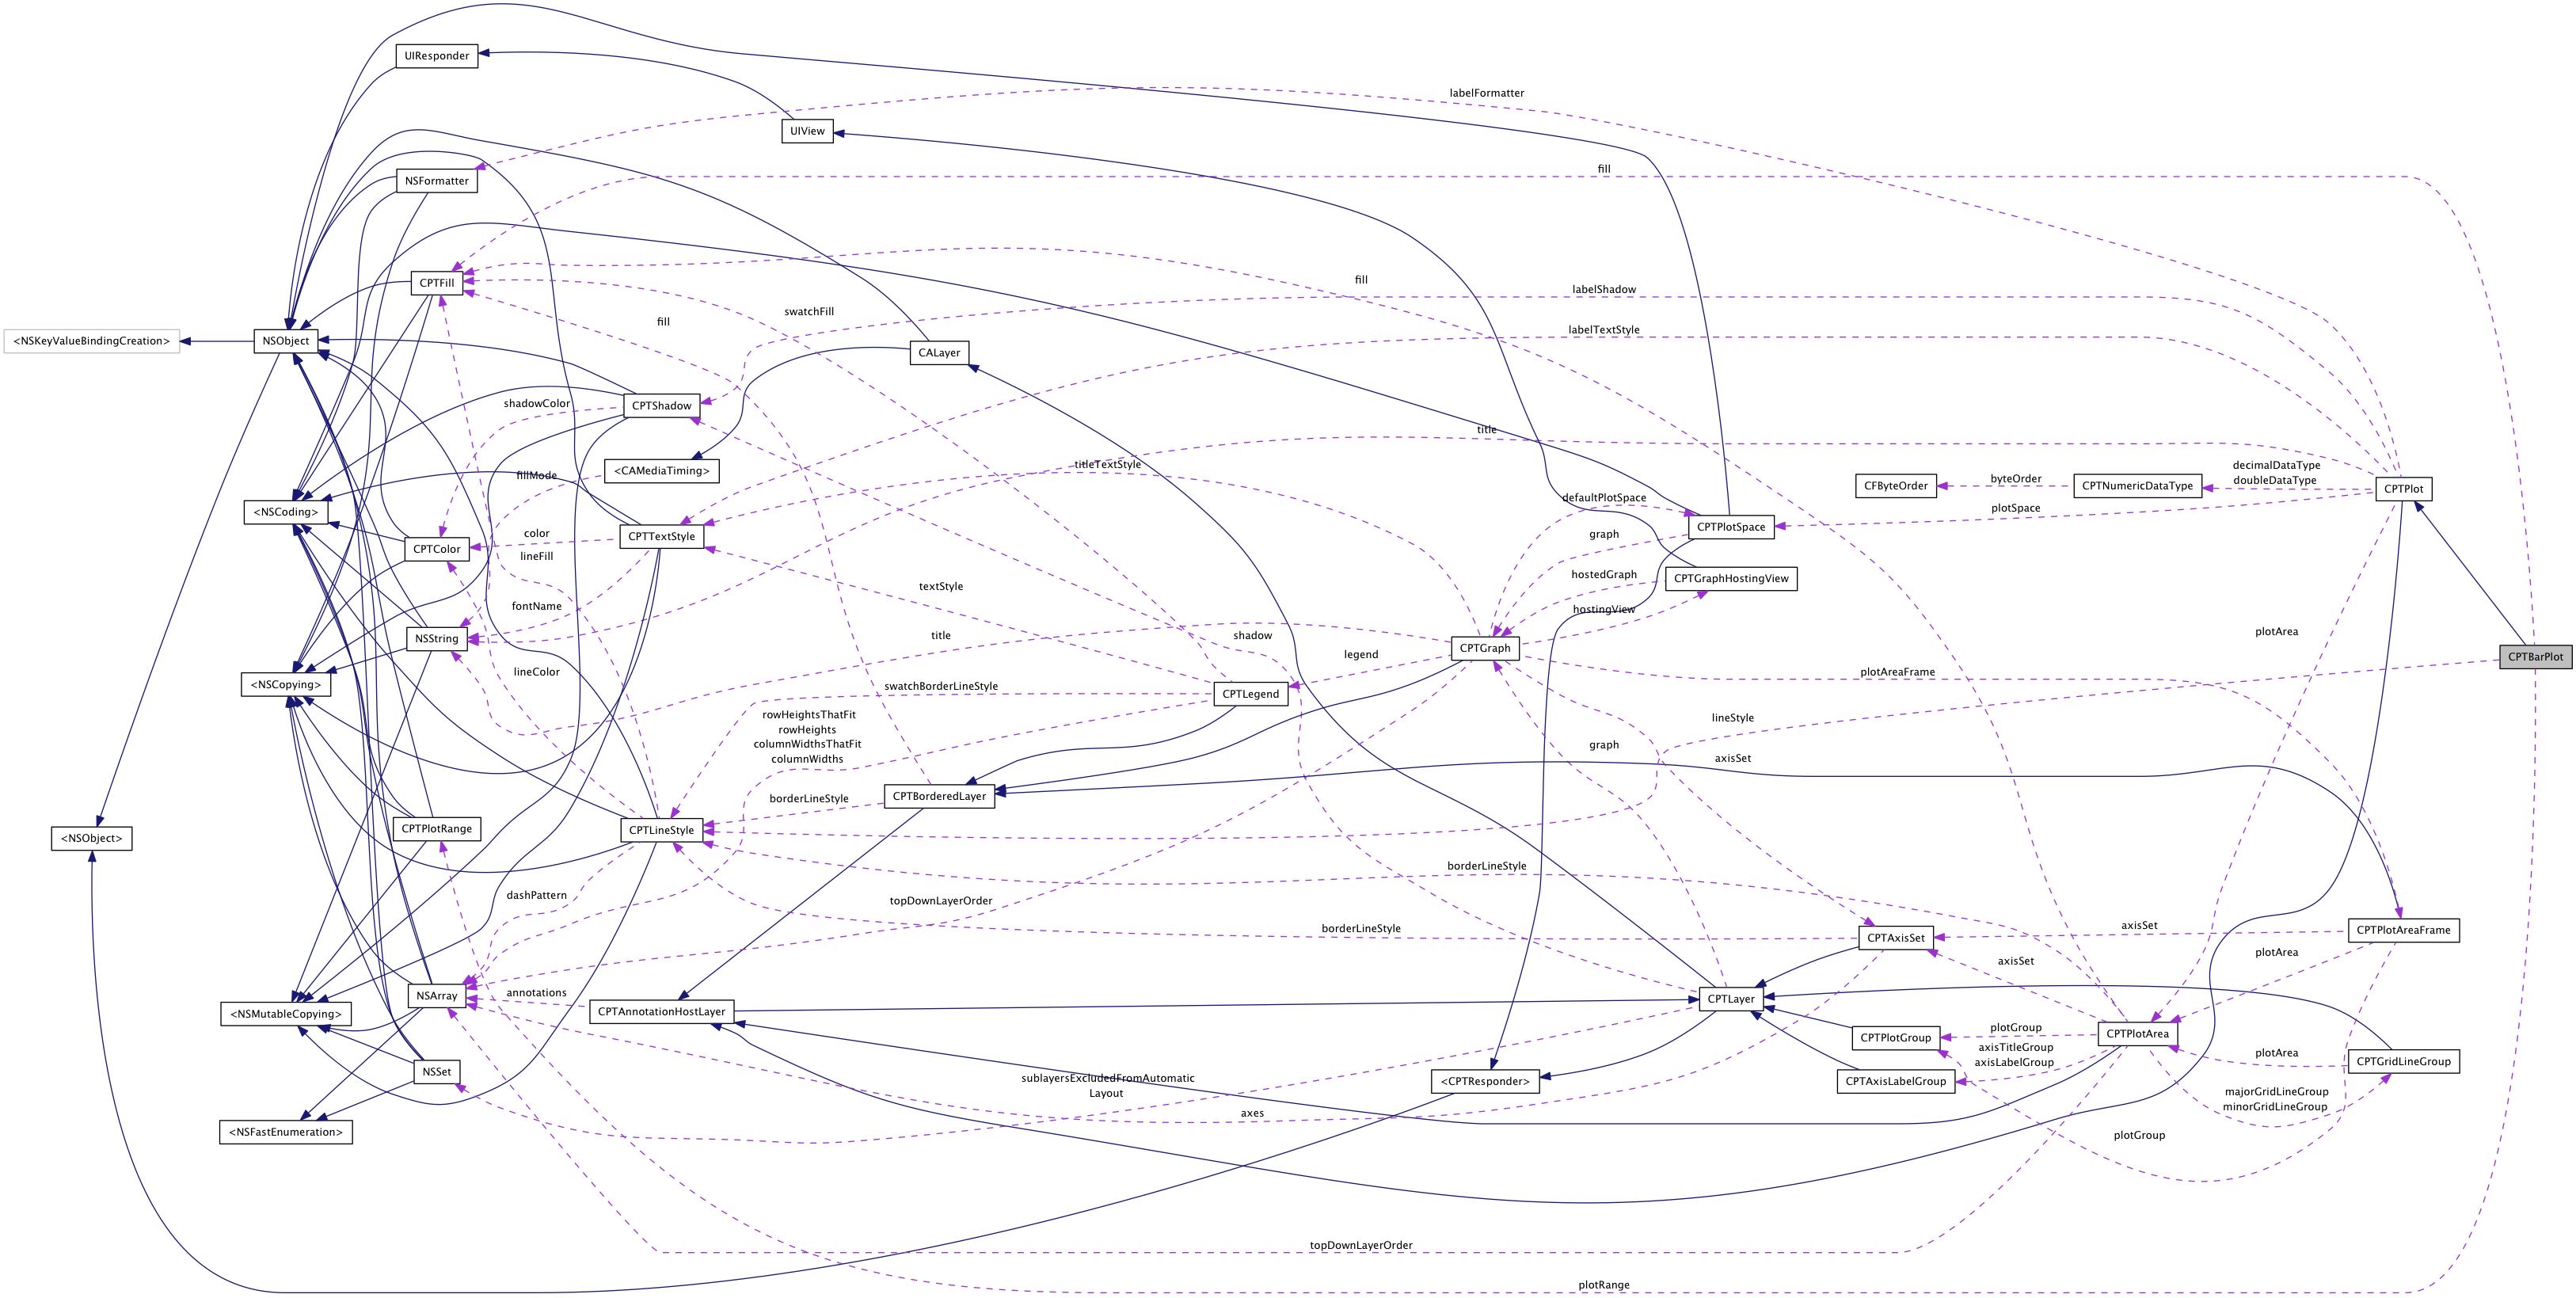 UIResponder
labelFormatter
UIView
fill
NSFormatter
CPTFill
fill
labelShadow
swatchFill
fill
labelTextStyle
<NSKeyValueBindingCreation>
NSObject
CALayer
shadowColor
CPTShadow
title
titleTextStyle
<CAMediaTiming>
fillMode
decimalDataType
doubleDataType
byteOrder
CFByteOrder
CPTNumericDataType
CPTPlot
defaultPlotSpace
plotSpace
<NSCoding>
CPTPlotSpace
color
CPTTextStyle
graph
CPTColor
lineFill
hostedGraph
CPTGraphHostingView
textStyle
fontName
hostingView
NSString
title
shadow
plotArea
CPTGraph
legend
CPTBarPlot
lineColor
plotAreaFrame
<NSCopying>
swatchBorderLineStyle
CPTLegend
rowHeightsThatFit
rowHeights
columnWidthsThatFit
columnWidths
lineStyle
graph
axisSet
CPTBorderedLayer
borderLineStyle
CPTPlotRange
CPTLineStyle
<NSObject>
borderLineStyle
dashPattern
topDownLayerOrder
borderLineStyle
axisSet
CPTPlotAreaFrame
CPTAxisSet
plotArea
axisSet
annotations
NSArray
CPTLayer
<NSMutableCopying>
CPTAnnotationHostLayer
plotGroup
CPTPlotArea
CPTPlotGroup
axisTitleGroup
axisLabelGroup
plotArea
CPTGridLineGroup
NSSet
sublayersExcludedFromAutomatic
Layout
<CPTResponder>
CPTAxisLabelGroup
majorGridLineGroup
minorGridLineGroup
axes
<NSFastEnumeration>
plotGroup
topDownLayerOrder
plotRange